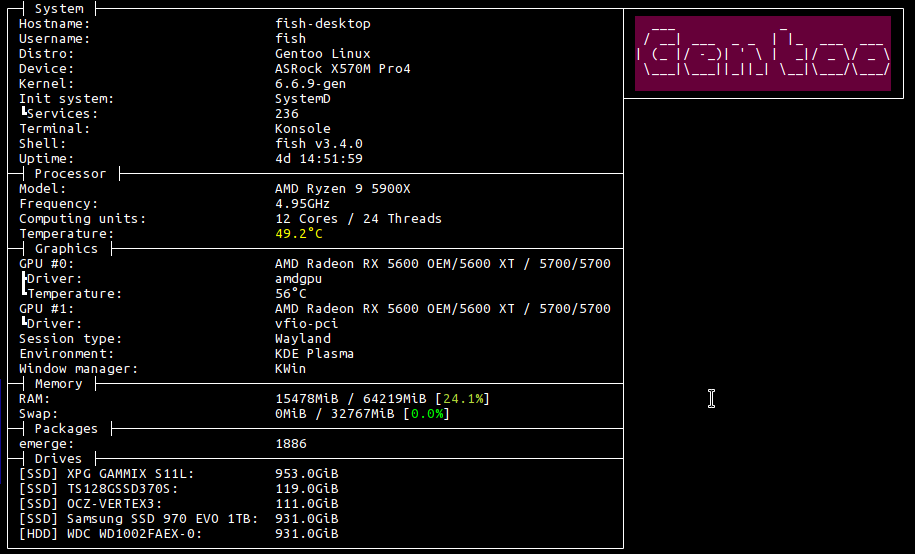 System
Hostname: fish-desktop
Username: fish
Distro: Gentoo Linux
Device: ASRock X570M Pro4
Kernel: 6.6.9-gen
Init system: SystemD
Services: 236
Terminal: Konsole
Shell: fish v3.4.0
Uptime: 4d 14:51:59
Processor
Model: AMD Ryzen 9 5900X
Frequency: 4.95GHz
Computing units: 12 Cores / 24 Threads
Temperature: 49.2°C
Graphics
GPU #0: AMD Radeon RX 5600 OEM/5600 XT / 5700/5700
Driver: amdgpu
Temperature: 56°C
GPU #1: AMD Radeon RX 5600 OEM/5600 XT / 5700/5700
Driver: vfio-pci
Session type: Wayland
Environment: KDE Plasma
Window manager: KWin
Memory
RAM: 15478MiB / 64219MiB [24.1%]
Swap: 0MiB / 32767MiB [0.0%]
Packages
emerge: 1886
Drives
[SSD] XPG GAMMIX S11L: 953.0GiB
[SSD] TS128GSSD370S: 119.0GiB
[SSD] OCZ-VERTEX3: 111.0GiB
[SSD] Samsung SSD 970 EVO 1TB: 931.0GiB
[HDD] WDC WD1002FAEX-0: 931.0GiB
Gentoo